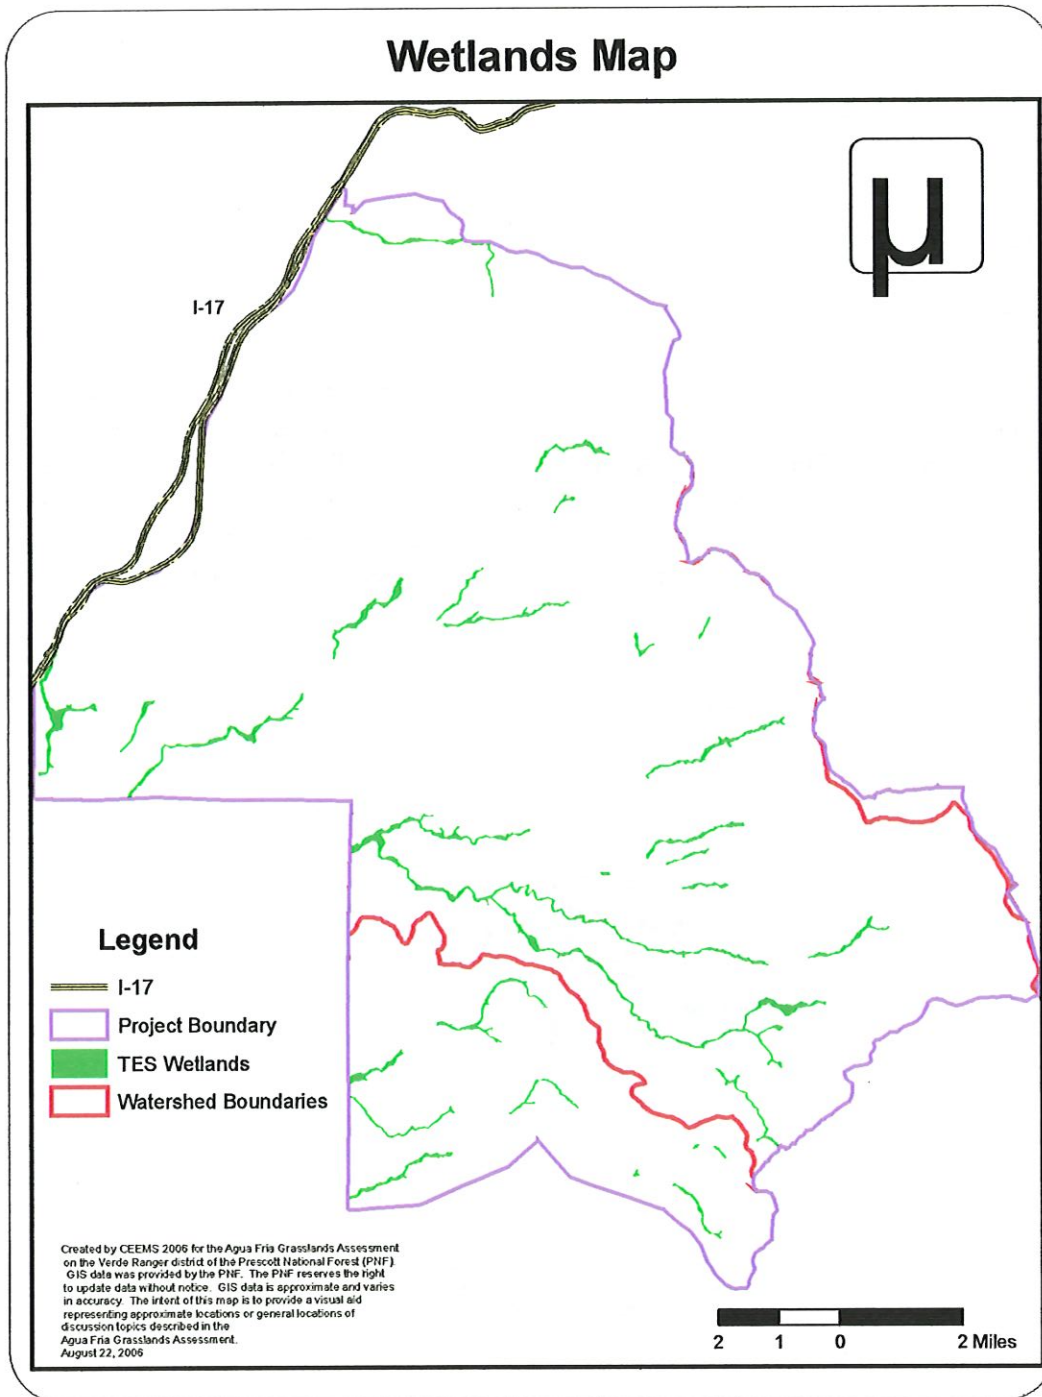 Wetlands Map
μ
I-17
Legend
I-17
Project Boundary
TES Wetlands
Watershed Boundaries
Created by CEEMS 2006 for the Agua Fria Grasslands Assessment
on the Verde Ranger district of the Prescott National Forest (PNF).
GIS data was provided by the PNF. The PNF reserves the right
to update data without notice. GIS data is approximate and varies
in accuracy. The intent of this map is to provide a visual aid
representing approximate locations or general locations of
discussion topics described in the
Agua Fria Grasslands Assessment.
August 22, 2006
2 1 0 2 Miles